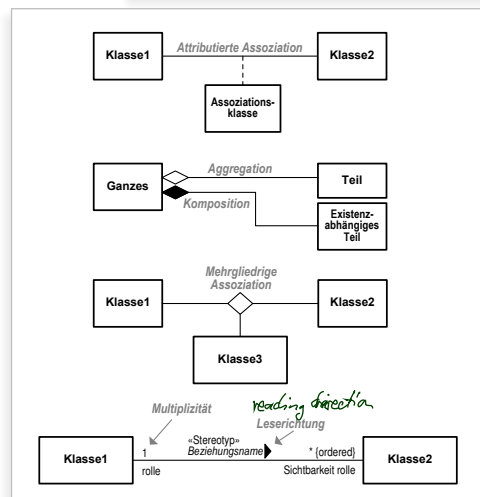 Klasse1
Attributierte Assoziation
Klasse2
Assoziations-
klasse
Ganzes
Aggregation
Teil
Komposition
Existenz-
abhängiges
Teil
Mehrgliedrige
Assoziation
Klasse1
Klasse2
Klasse3
Multiplizität
reading direction
Leserichtung
«Stereotyp»
Klasse1
1
Beziehungsname
* {ordered}
Klasse2
rolle
Sichtbarkeit rolle